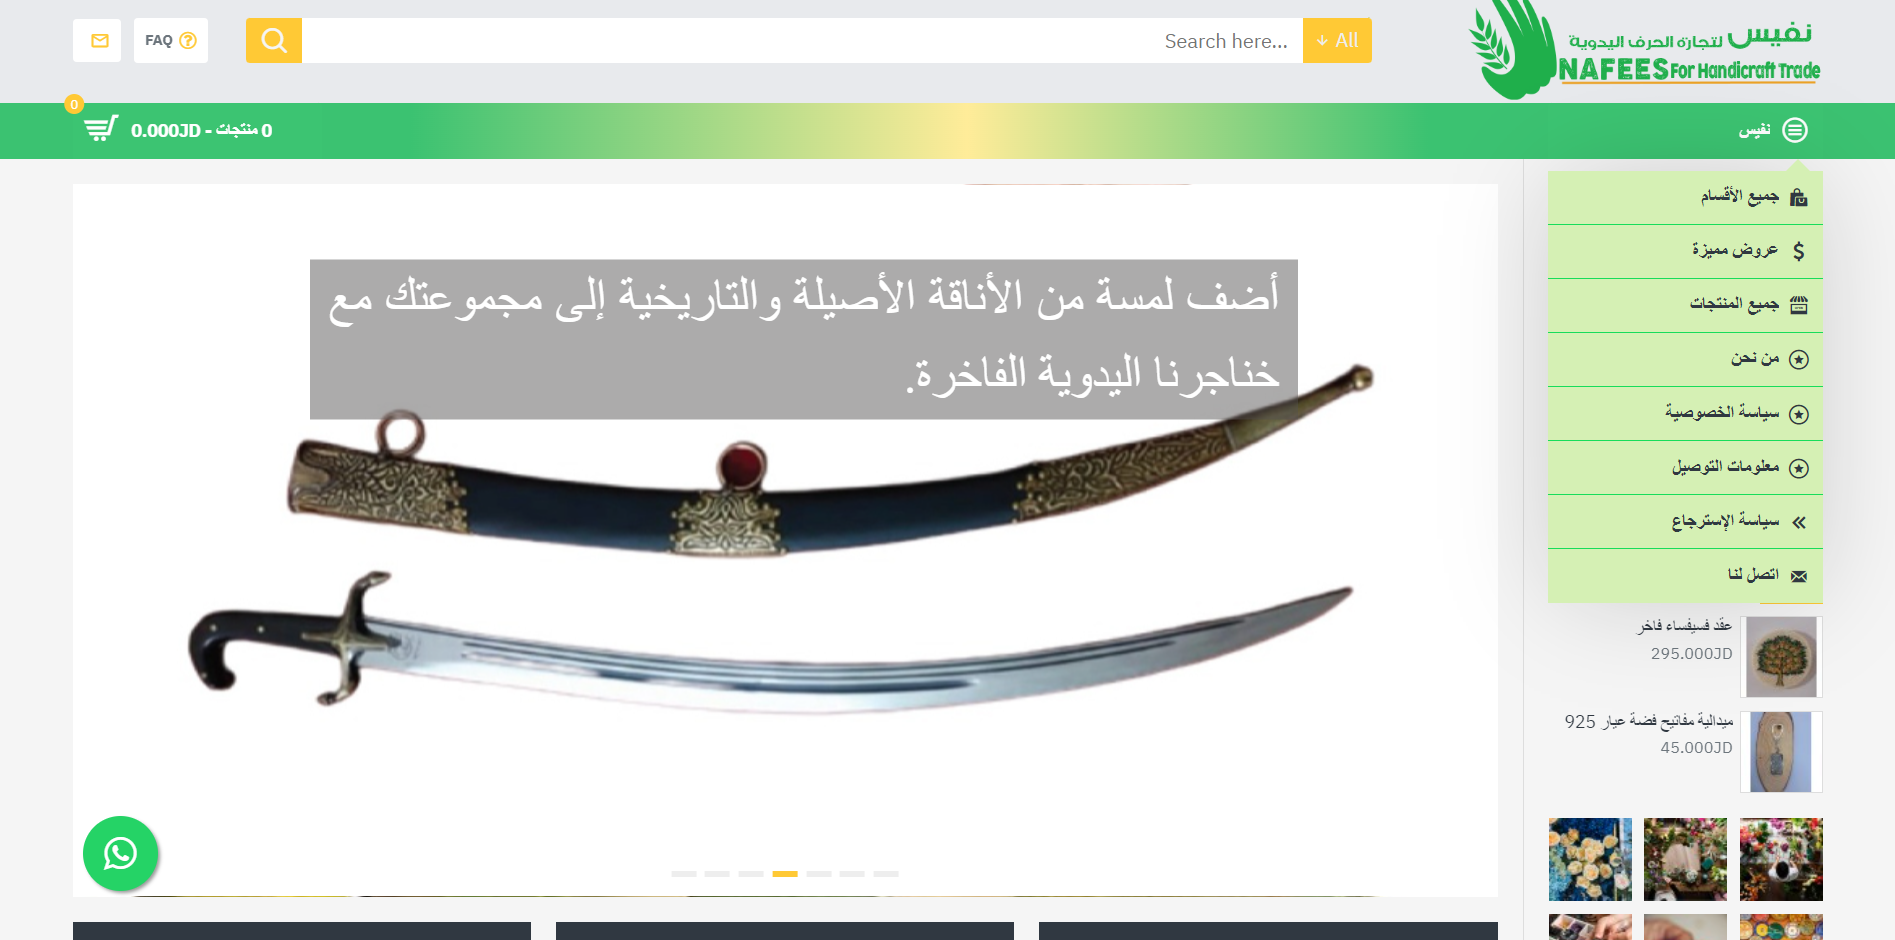 نفيس لتجارة الحرف اليدوية
NAFEES For Handicraft Trade
All
Search here...
FAQ
نفيس
0 منتجات - 0.000JD
0
جميع الأقسام
عروض مميزة
جميع المنتجات
من نحن
سياسة الخصوصية
معلومات التوصيل
سياسة الإسترجاع
اتصل لنا
أضف لمسة من الأناقة الأصيلة والتاريخية إلى مجموعتك مع
خناجرنا اليدوية الفاخرة.
عقد فسيفساء فاخر
295.000JD
ميدالية مفاتيح فضة عيار 925
45.000JD